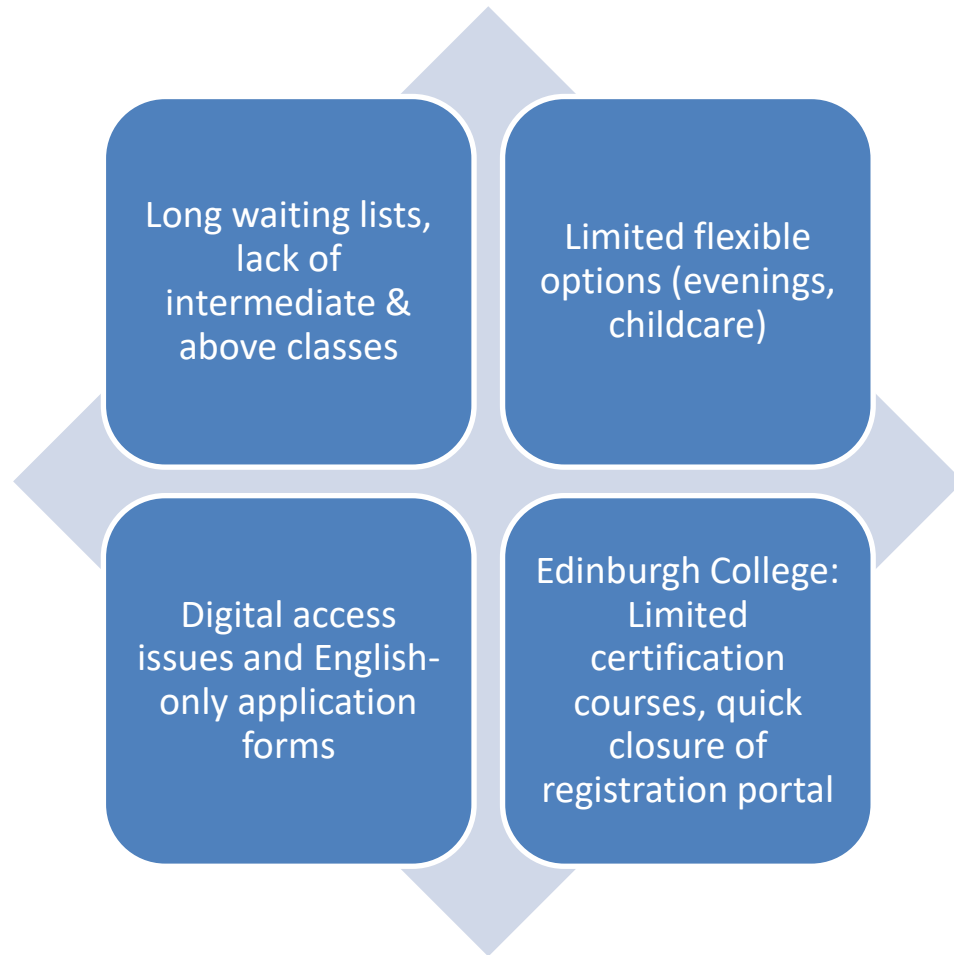 Long waiting lists,
lack of
intermediate &
above classes
Limited flexible
options (evenings,
childcare)
Digital access
issues and English-
only application
forms
Edinburgh College:
Limited
certification
courses, quick
closure of
registration portal